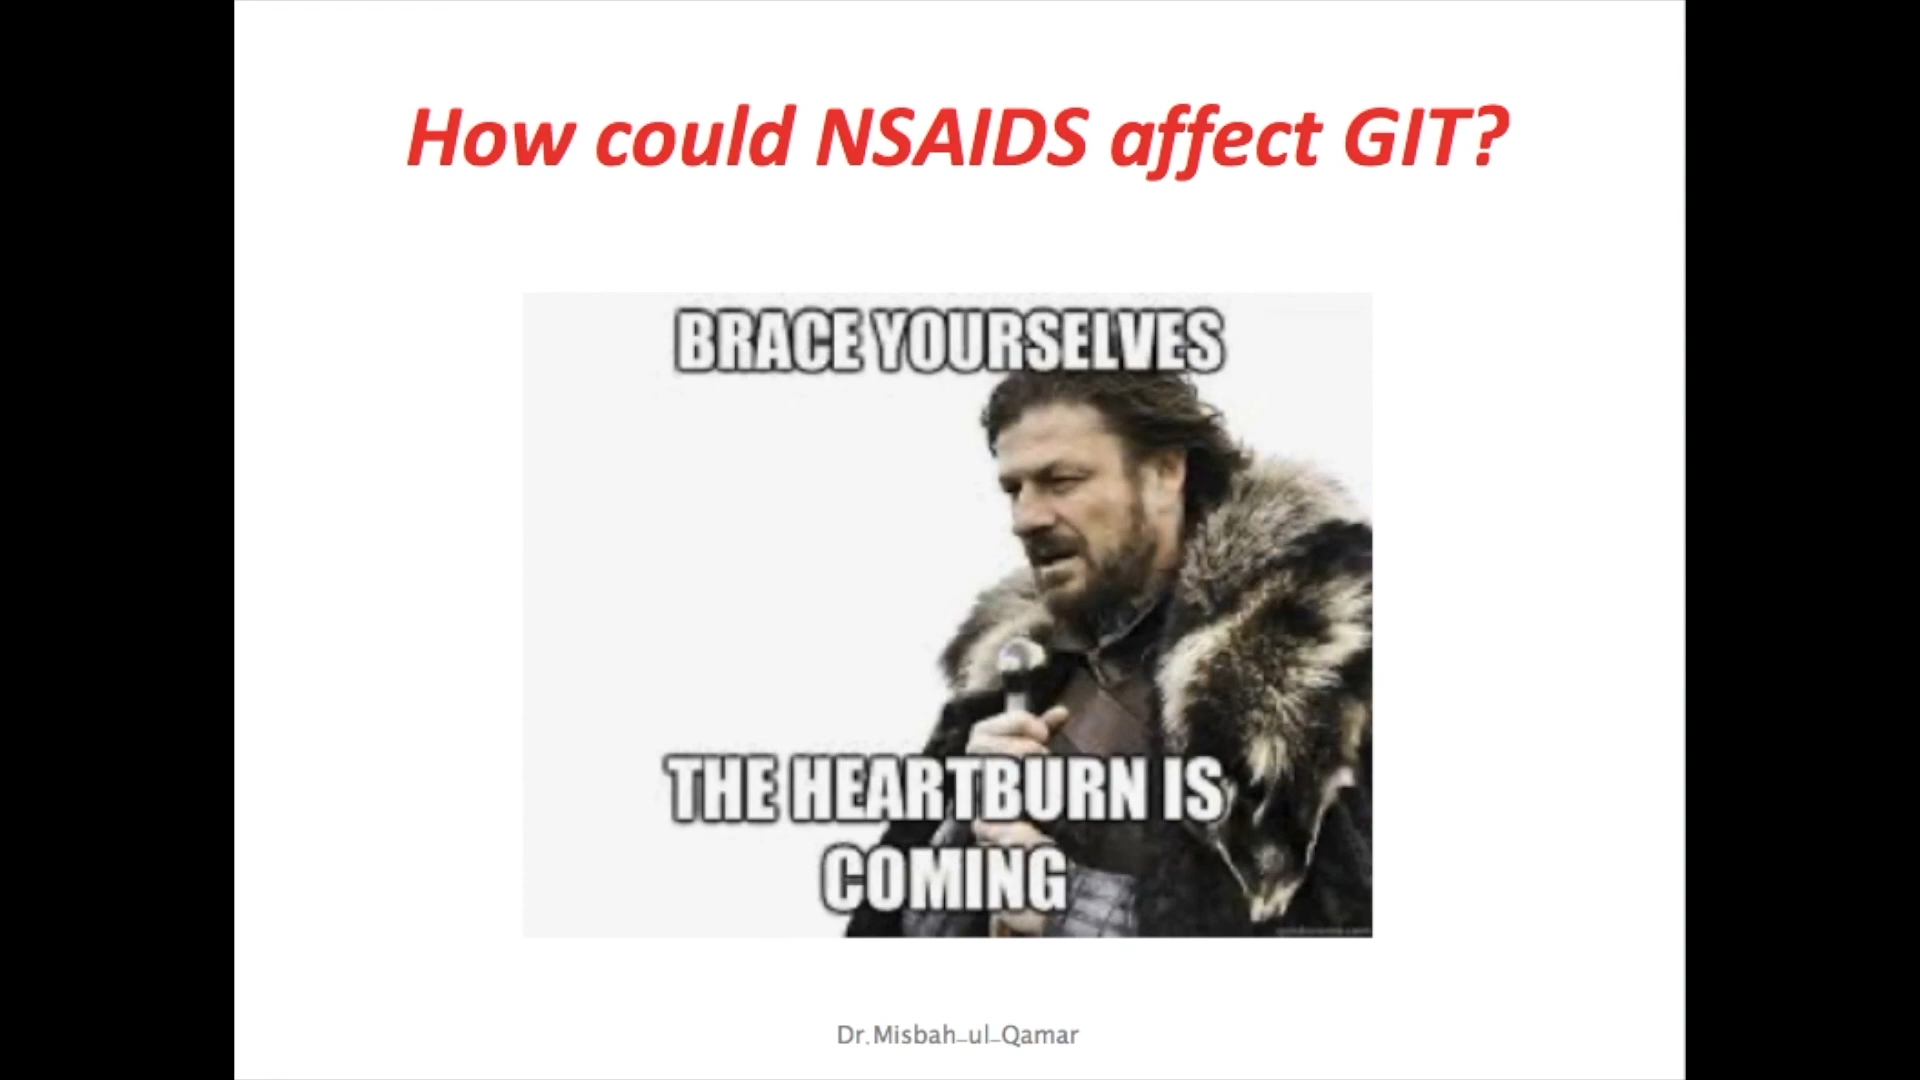 How could NSAIDS affect GIT?
BRACE YOURSELVES
THE HEARTBURN IS
COMING
Dr.Misbah_ul_Qamar